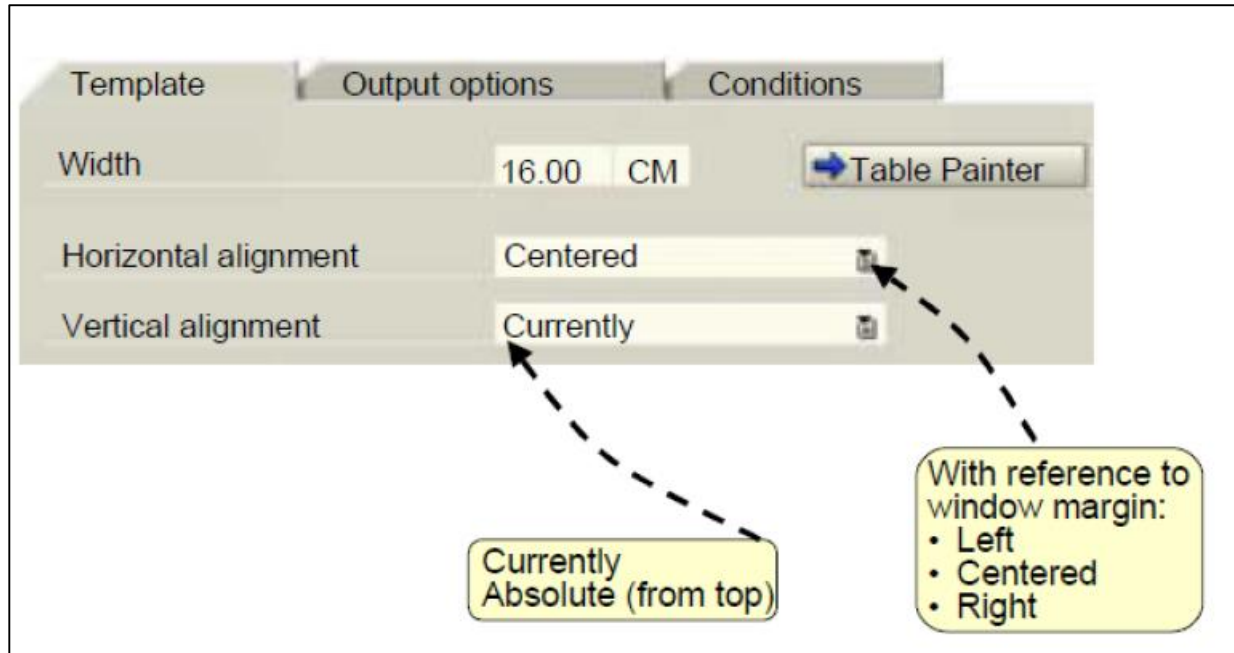 Template Output options Conditions
Width 16.00 CM Table Painter
Horizontal alignment Centered
Vertical alignment Currently
Currently
Absolute (from top)
With reference to
window margin:
• Left
• Centered
• Right